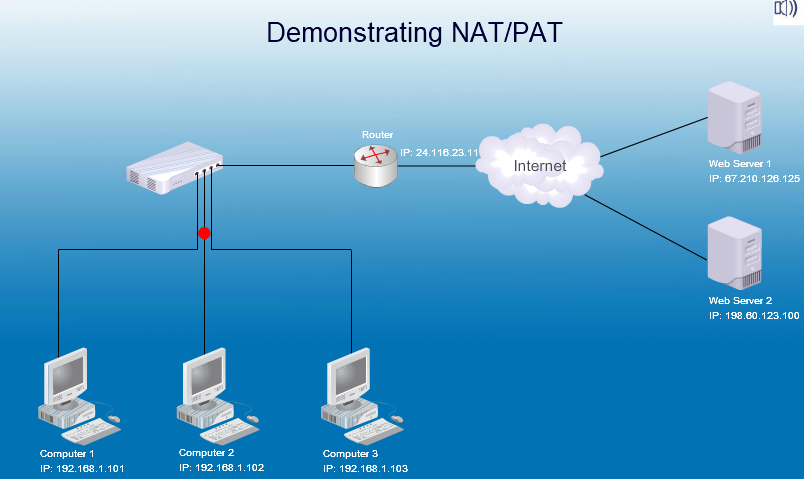 Demonstrating NAT/PAT
Router
IP: 24.116.23.11
Internet
Web Server 1
IP: 67.210.126.125
Web Server 2
IP: 198.60.123.100
Computer 1
IP: 192.168.1.101
Computer 2
IP: 192.168.1.102
Computer 3
IP: 192.168.1.103